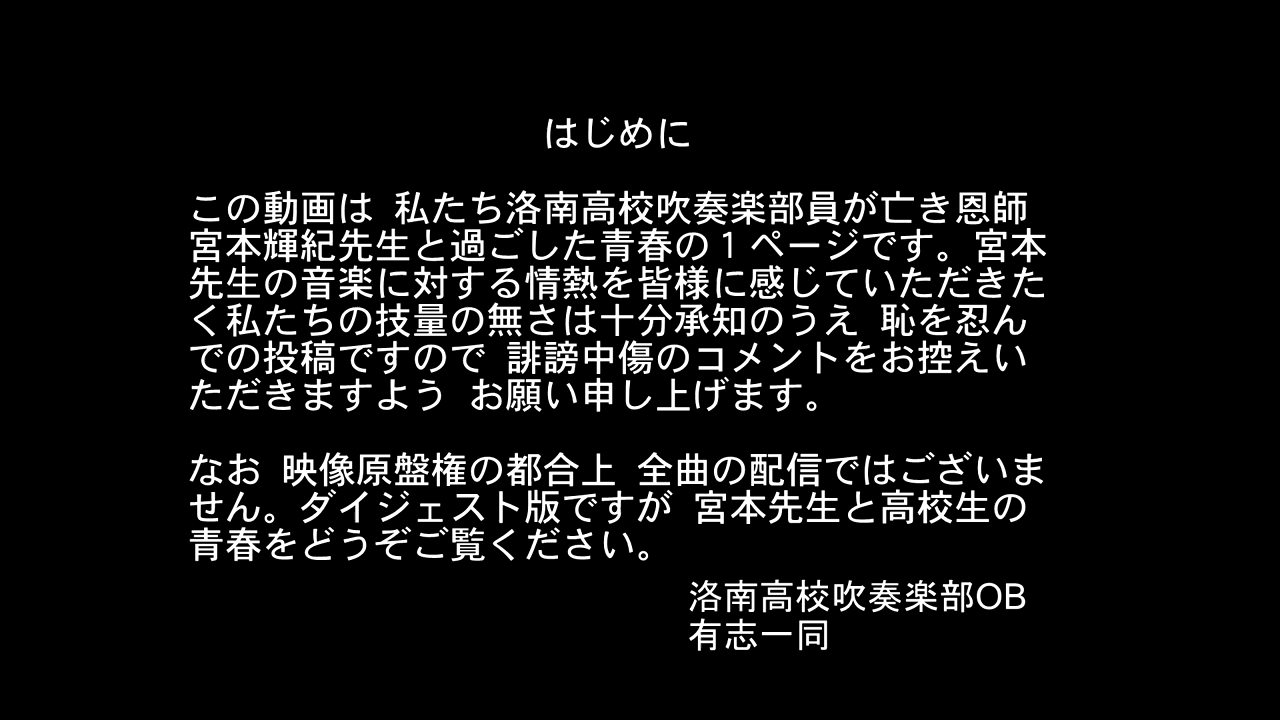 はじめに
この動画は 私たち洛南高校吹奏楽部員が亡き恩師
宮本輝紀先生と過ごした青春の１ページです。宮本
先生の音楽に対する情熱を皆様に感じていただきた
く私たちの技量の無さは十分承知のうえ 恥を忍ん
での投稿ですので 誹謗中傷のコメントをお控えい
ただきますよう お願い申し上げます。
なお 映像原盤権の都合上 全曲の配信ではございま
せん。ダイジェスト版ですが 宮本先生と高校生の
青春をどうぞご覧ください。
洛南高校吹奏楽部OB
有志一同